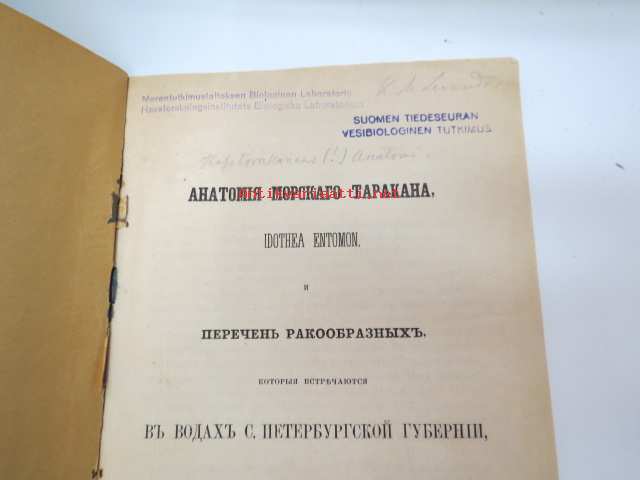 Merentutkimuslaitoksen Biologinen Laboratorio
Havsforskningsinstitutets Biologiska Laboratorium
SUOMEN TIEDESEURAN
VESIBIOLOGINEN TUTKIMUS
(!) Anatomi.
АНАТОМІЯ МОРСКАГО ТАРАКАНА,
IDOTHEA ENTOMON.
И
ПЕРЕЧЕНЬ РАКООБРАЗНЫХЪ,
КОТОРЫЯ ВСТРѢЧАЮТСЯ
ВЪ ВОДАХЪ С. ПЕТЕРБУРГСКОЙ ГУБЕРНІИ,